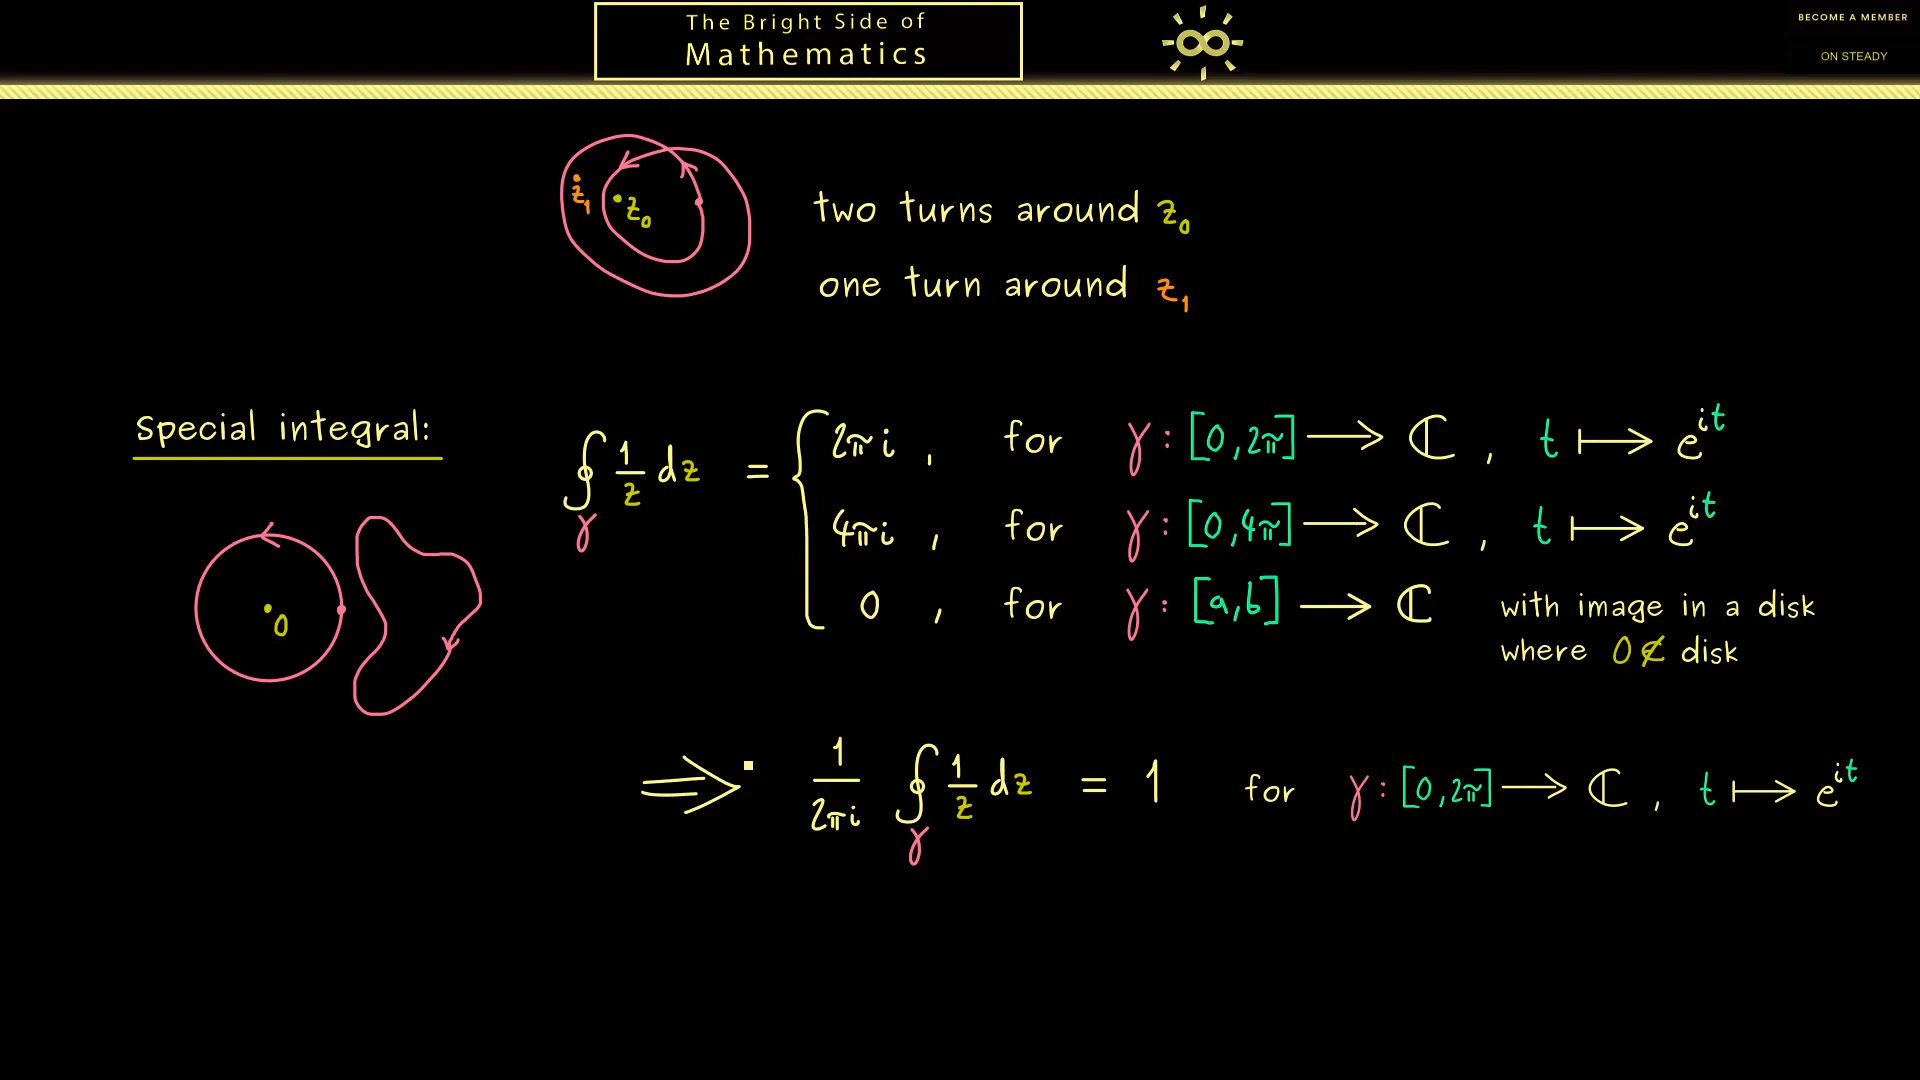 The Bright Side of
Mathematics
BECOME A MEMBER
ON STEADY
z₁
z₀
two turns around z₀
one turn around z₁
Special integral:
∮_γ 1/z dz = { 2πi , for γ : [0, 2π] ⟶ ℂ , t ⟼ e^{it}
4πi , for γ : [0, 4π] ⟶ ℂ , t ⟼ e^{it}
0 , for γ : [a, b] ⟶ ℂ with image in a disk
where 0 ∉ disk
0
⟹ 1/(2πi) ∮_γ 1/z dz = 1 for γ : [0, 2π] ⟶ ℂ , t ⟼ e^{it}